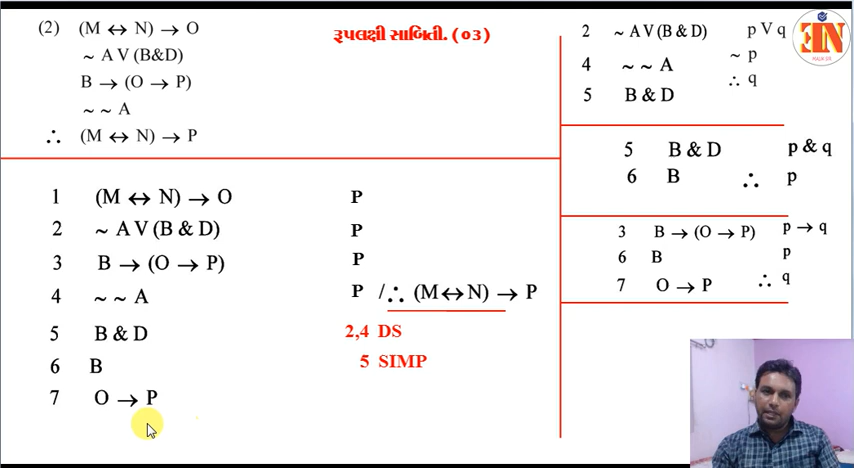 (2) (M ↔ N) → O
~ A V (B&D)
B → (O → P)
~ ~ A
∴ (M ↔ N) → P
રૂપલક્ષી સાબિતી. (૦૩)
1 (M ↔ N) → O P
2 ~ A V (B & D) P
3 B → (O → P) P
4 ~ ~ A P /∴ (M↔N) → P
5 B & D 2,4 DS
6 B 5 SIMP
7 O → P
2 ~ A V (B & D) p V q
4 ~ ~ A ~ p
5 B & D ∴ q
5 B & D p & q
6 B ∴ p
3 B → (O → P) p → q
6 B p
7 O → P ∴ q